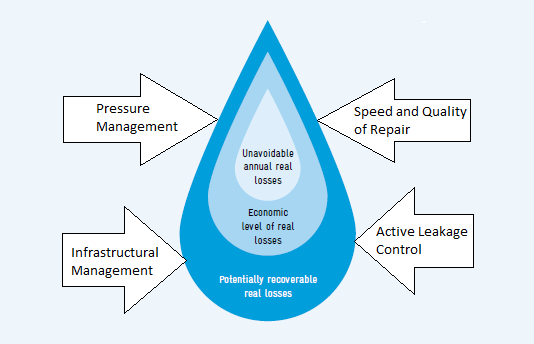 Pressure
Management
Speed and Quality
of Repair
Unavoidable
annual real
losses
Economic
level of real
losses
Infrastructural
Management
Active Leakage
Control
Potentially recoverable
real losses